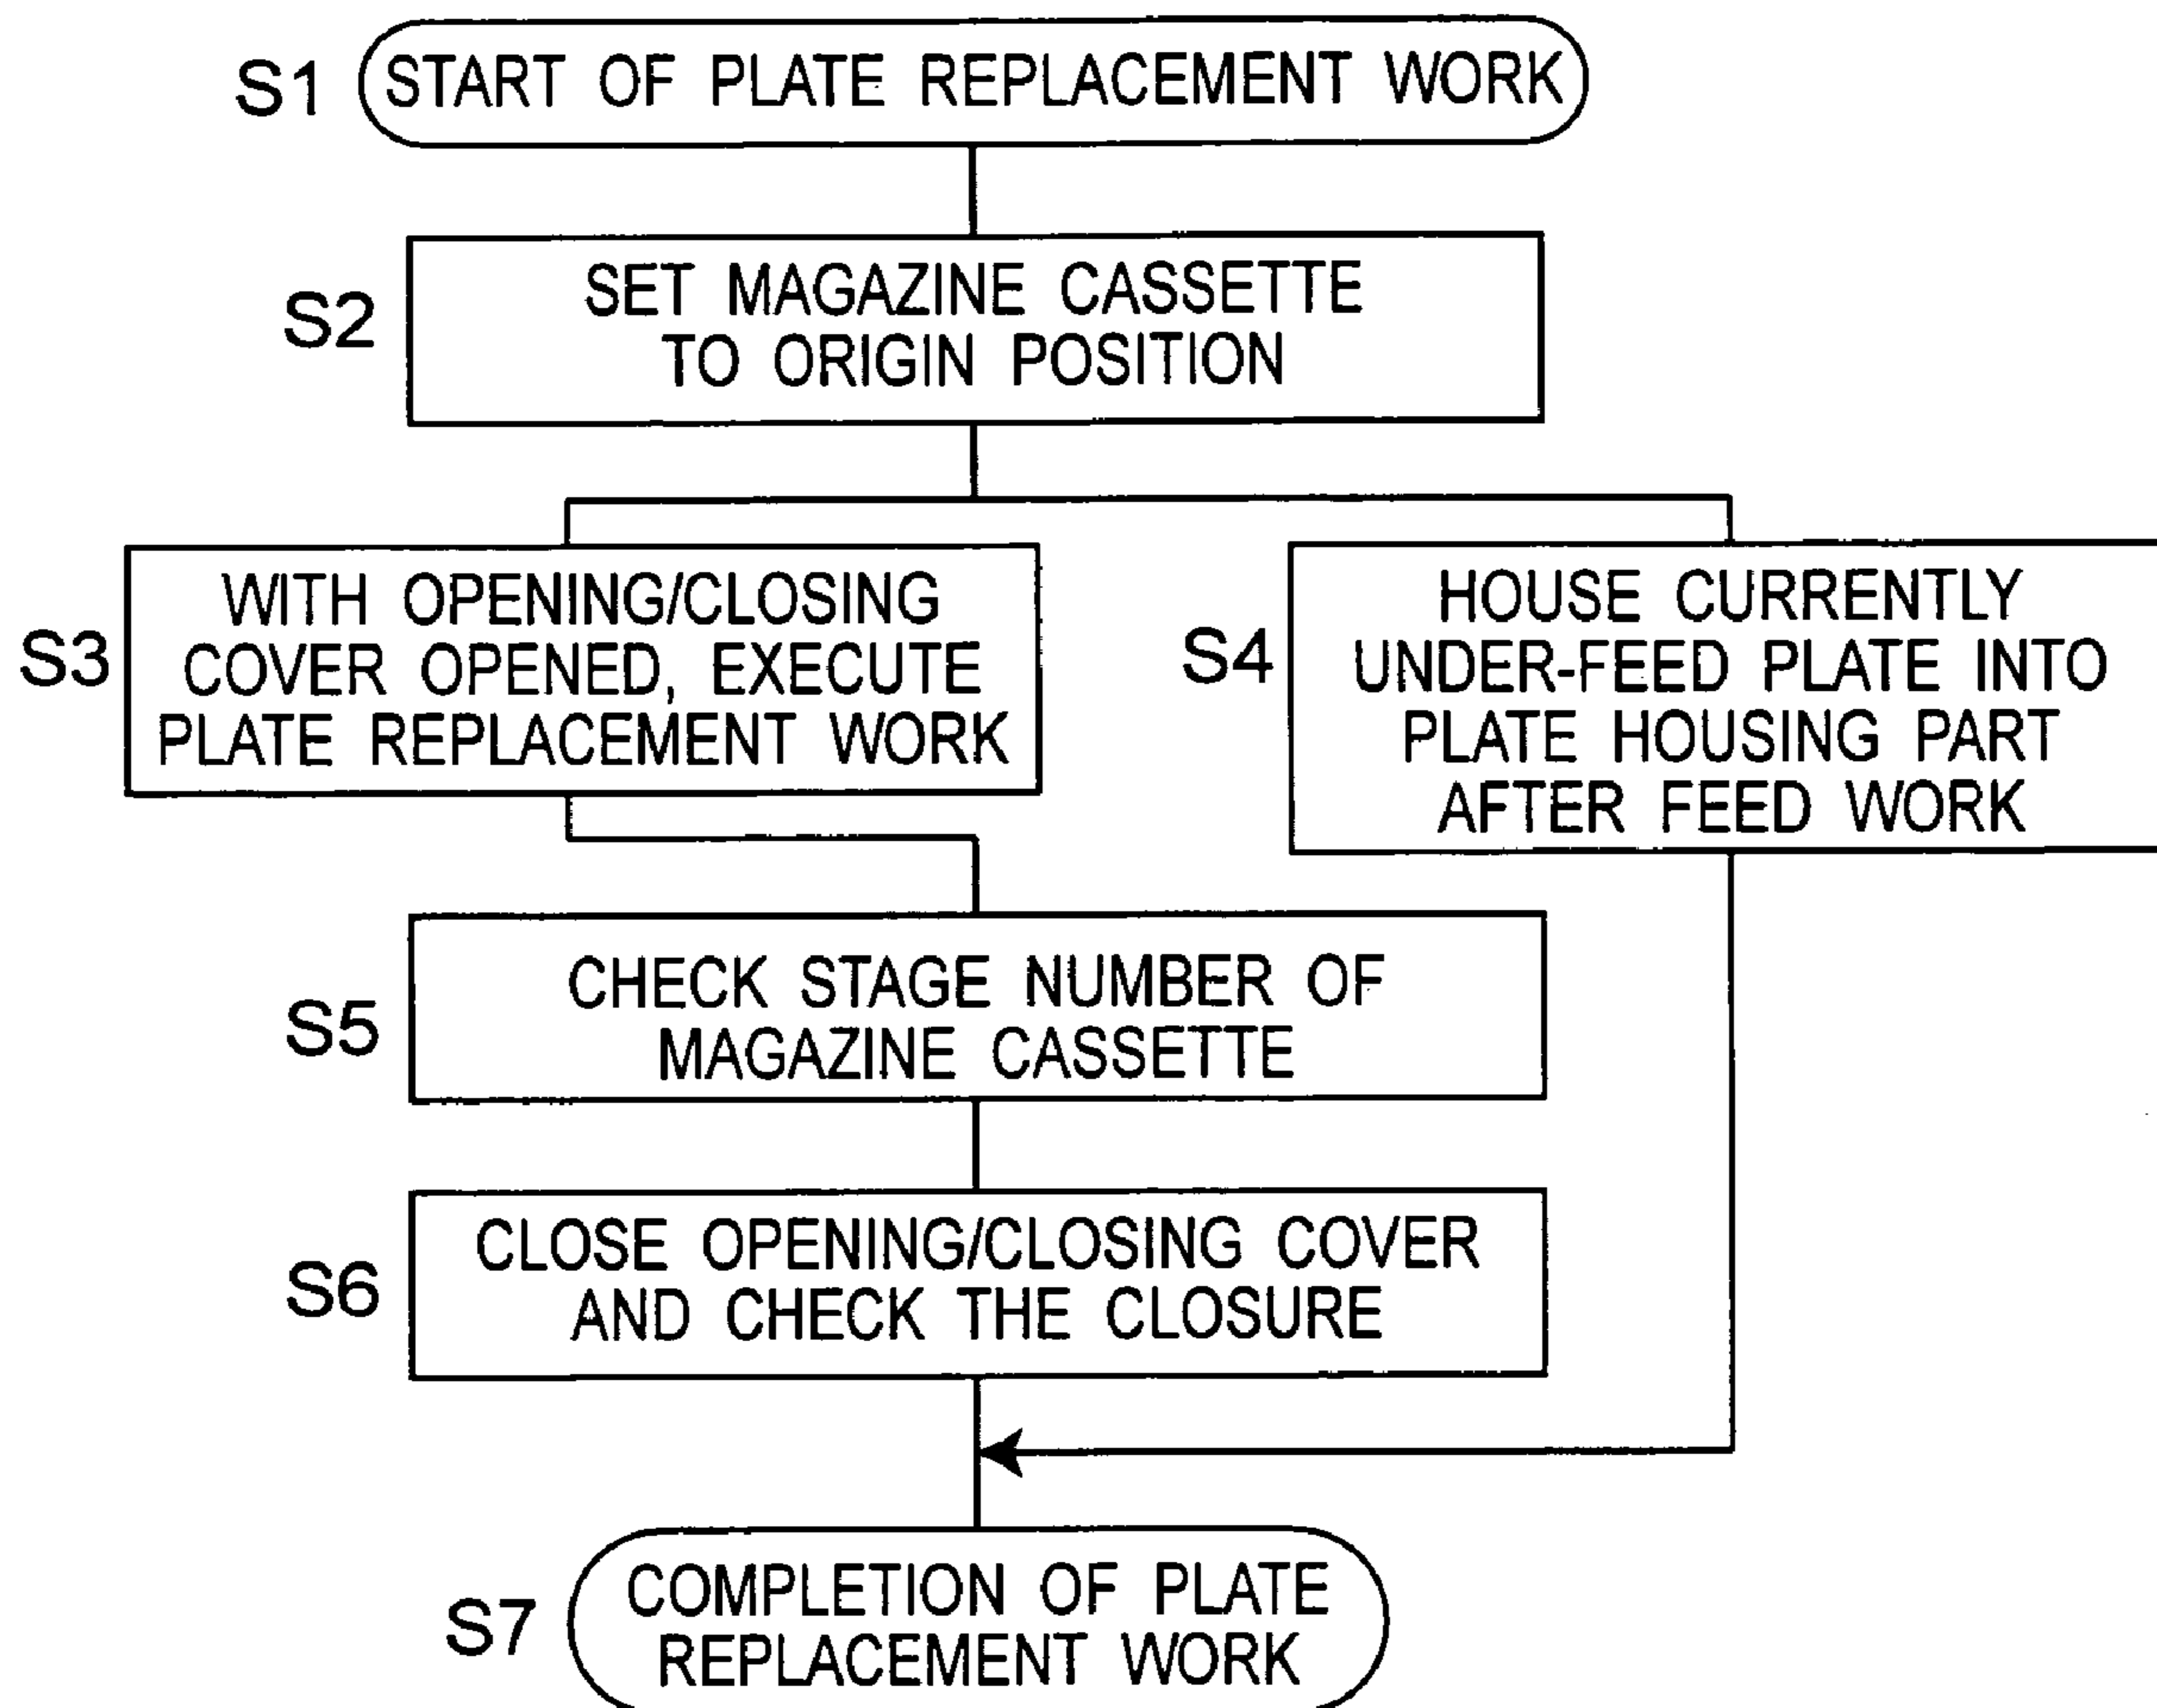 S1
START OF PLATE REPLACEMENT WORK
S2
SET MAGAZINE CASSETTE
TO ORIGIN POSITION
S3
WITH OPENING/CLOSING
COVER OPENED, EXECUTE
PLATE REPLACEMENT WORK
S4
HOUSE CURRENTLY
UNDER-FEED PLATE INTO
PLATE HOUSING PART
AFTER FEED WORK
S5
CHECK STAGE NUMBER OF
MAGAZINE CASSETTE
S6
CLOSE OPENING/CLOSING COVER
AND CHECK THE CLOSURE
S7
COMPLETION OF PLATE
REPLACEMENT WORK